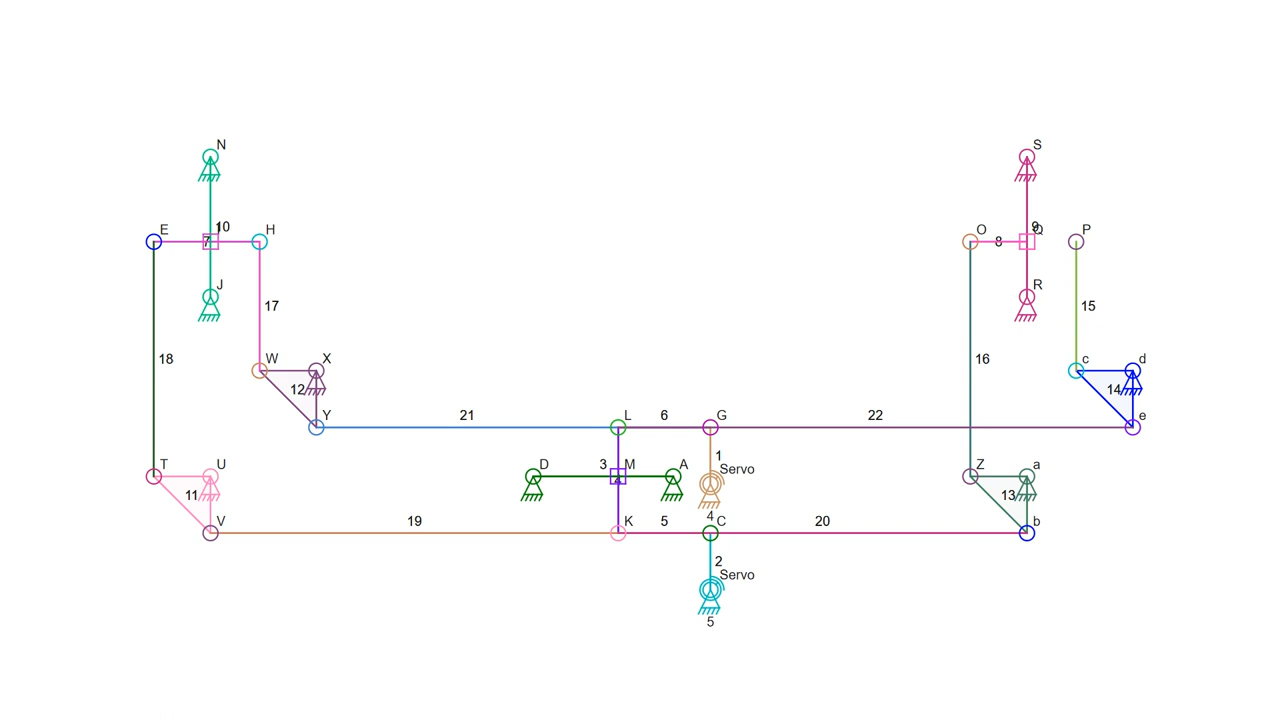 N
S
E
7
10
H
O
8
9
Q
P
J
R
17
15
18
16
W
X
12
c
d
14
Y
21
L
6
G
22
e
1
Servo
T
U
11
D
3
M
A
Z
a
13
4
V
19
K
5
C
20
b
2
Servo
5